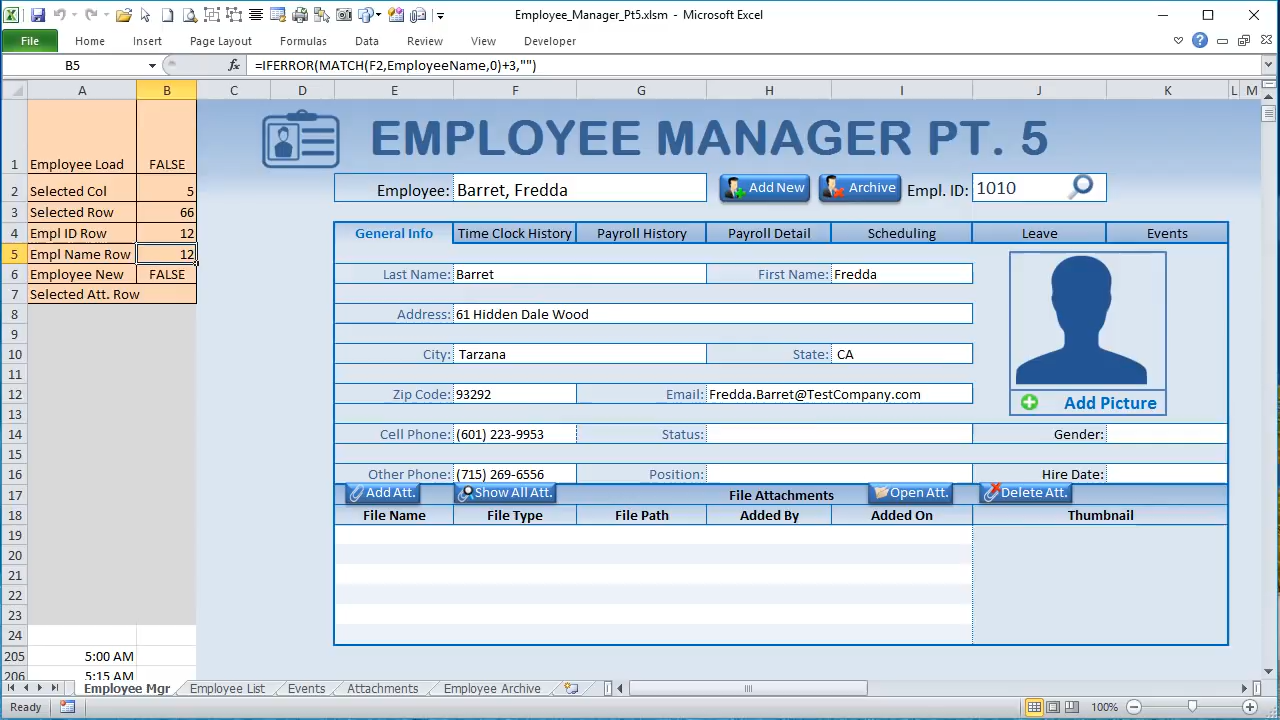 Employee_Manager_Pt5.xlsm - Microsoft Excel
File Home Insert Page Layout Formulas Data Review View Developer
B5 fx =IFERROR(MATCH(F2,EmployeeName,0)+3,"")
A B C D E F G H I J K L M
EMPLOYEE MANAGER PT. 5
1 Employee Load FALSE
2 Selected Col 5 Employee: Barret, Fredda Add New Archive Empl. ID: 1010
3 Selected Row 66
4 Empl ID Row 12 General Info Time Clock History Payroll History Payroll Detail Scheduling Leave Events
5 Empl Name Row 12
6 Employee New FALSE Last Name: Barret First Name: Fredda
7 Selected Att. Row
8 Address: 61 Hidden Dale Wood
9
10 City: Tarzana State: CA
11
12 Zip Code: 93292 Email: Fredda.Barret@TestCompany.com
Add Picture
13
14 Cell Phone: (601) 223-9953 Status: Gender:
15
16 Other Phone: (715) 269-6556 Position: Hire Date:
17 Add Att. Show All Att. File Attachments Open Att. Delete Att.
18 File Name File Type File Path Added By Added On Thumbnail
19
20
21
22
23
24
205 5:00 AM
206 5:15 AM
Employee Mgr Employee List Events Attachments Employee Archive
Ready 100%